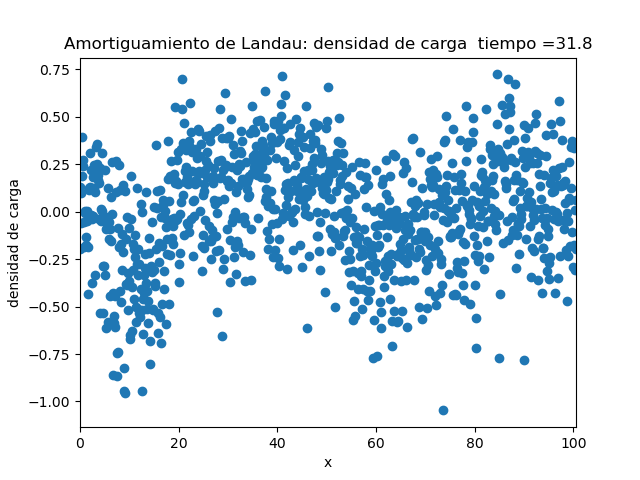 Amortiguamiento de Landau: densidad de carga  tiempo =31.8
0.75
0.50
0.25
0.00
−0.25
−0.50
−0.75
−1.00
densidad de carga
0 20 40 60 80 100
x